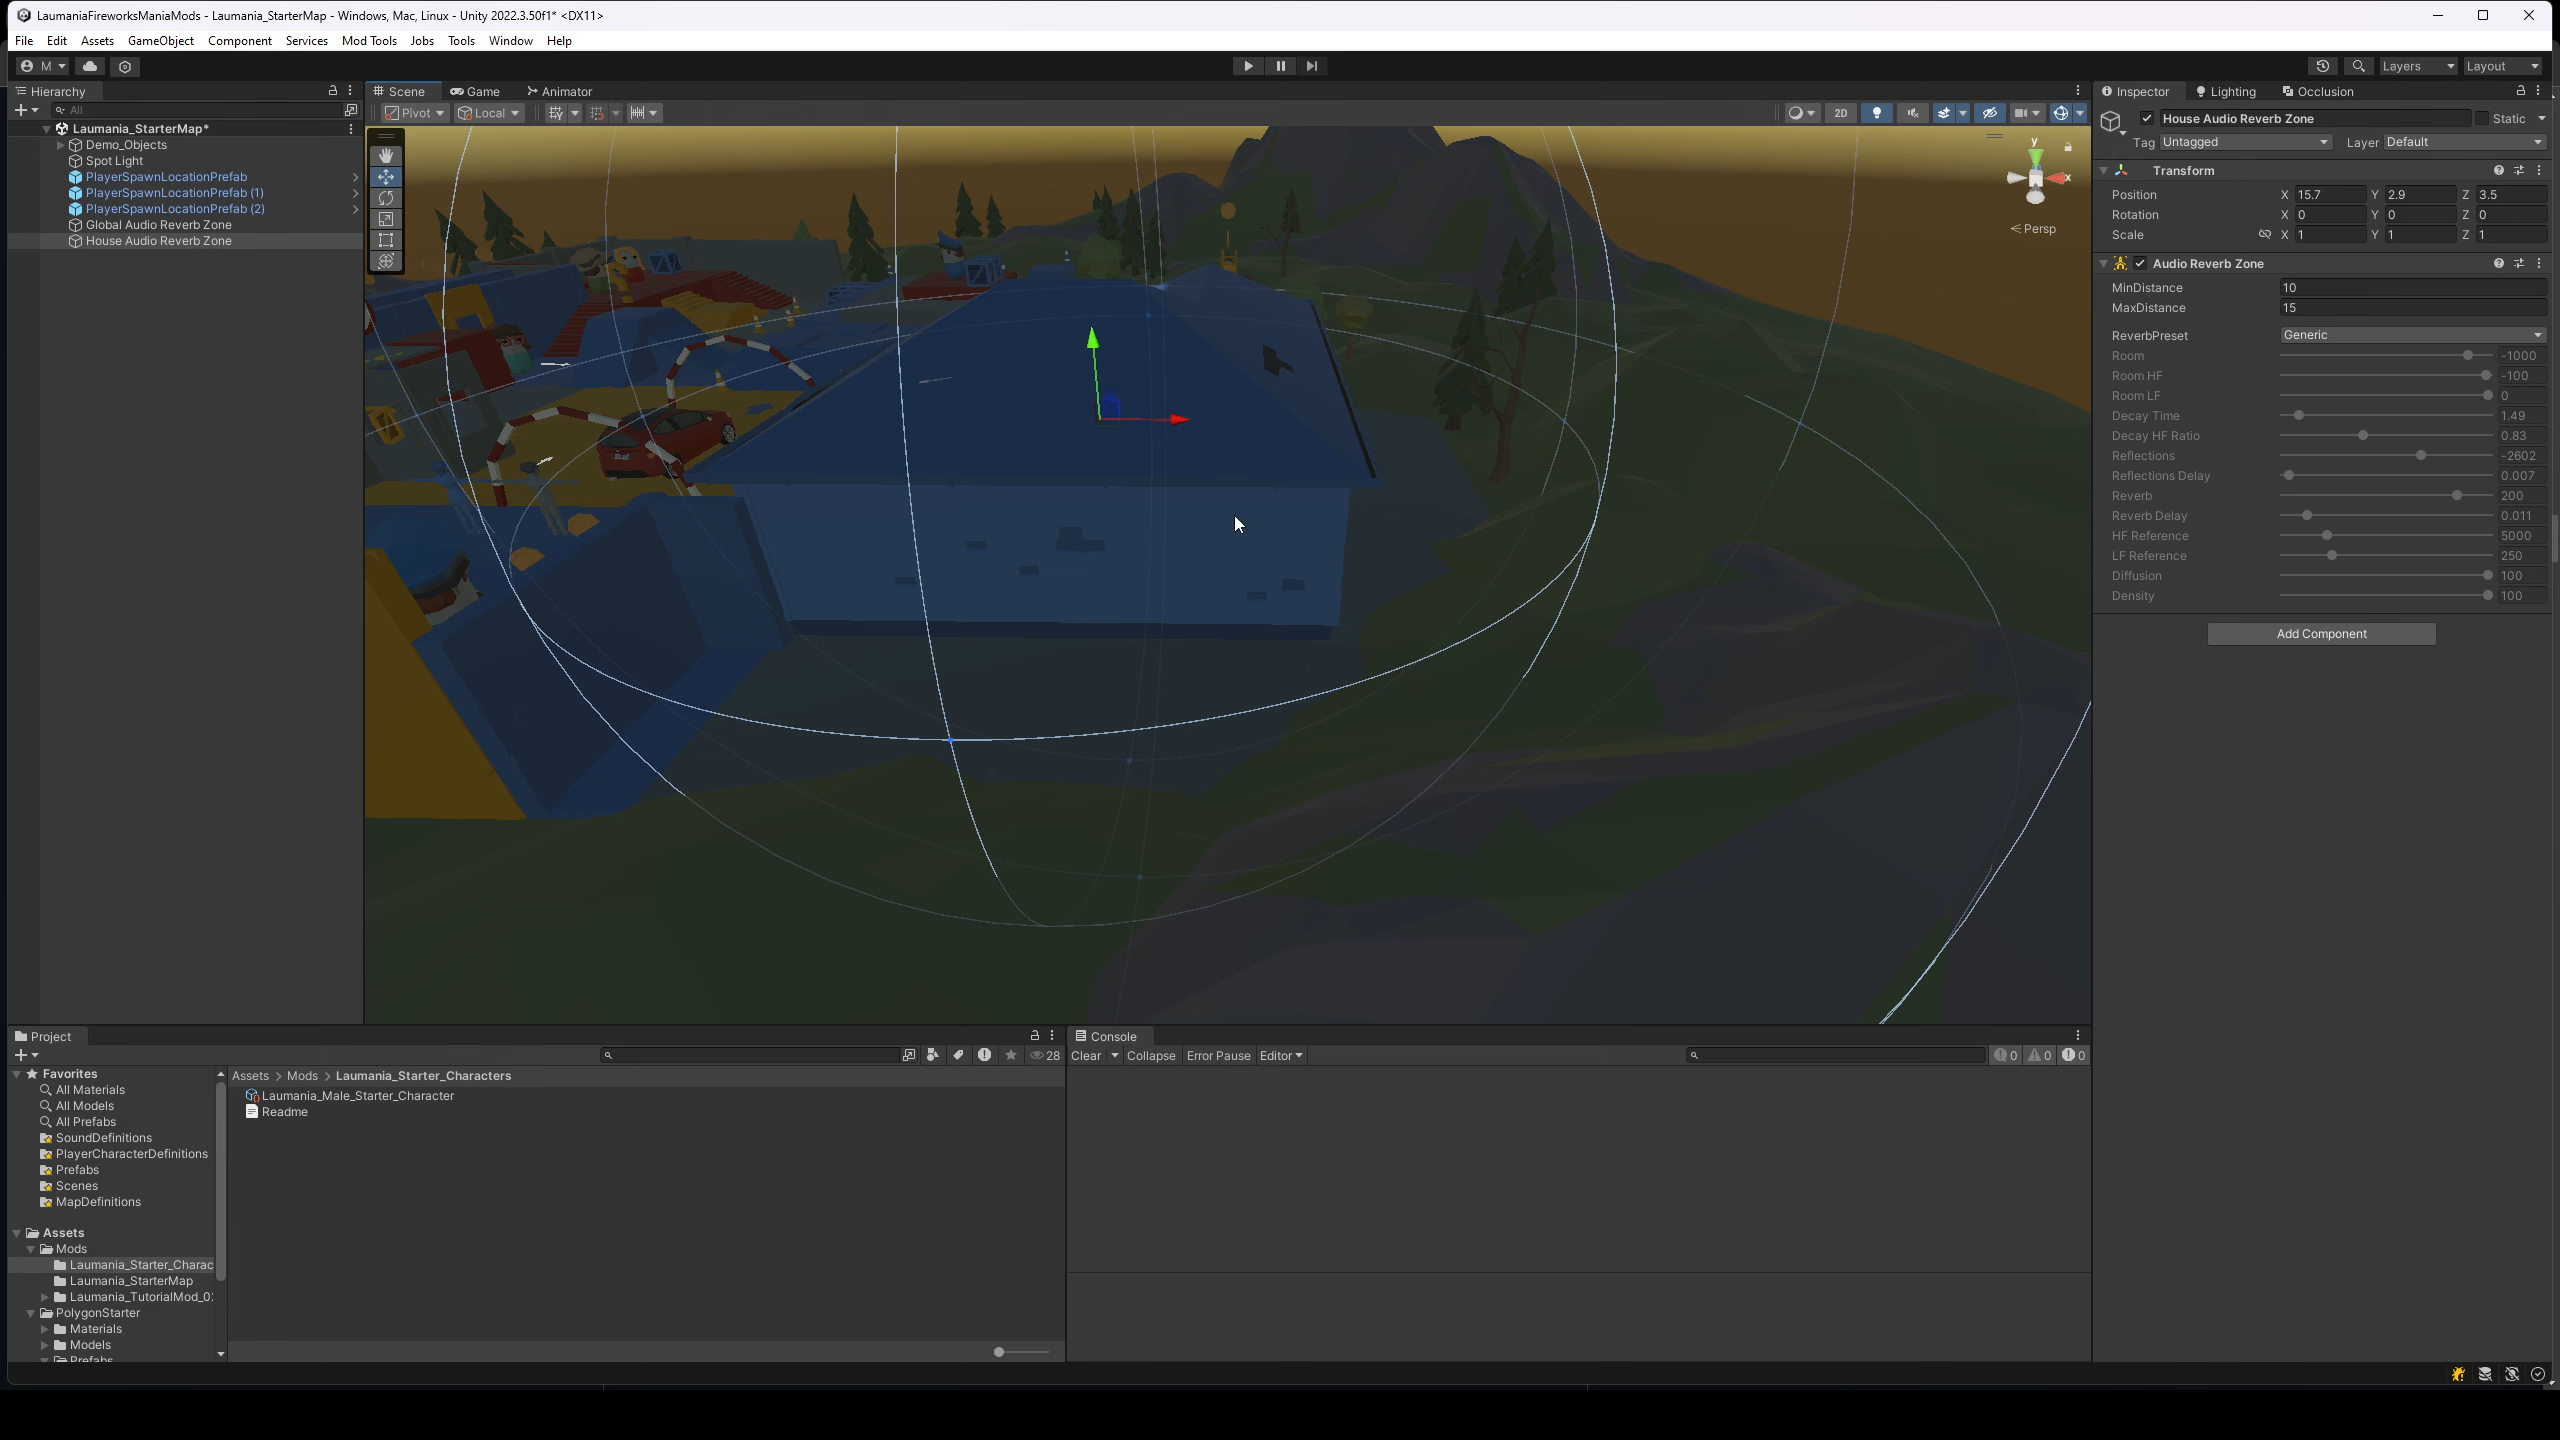 LaumaniaFireworksManiaMods - Laumania_StarterMap - Windows, Mac, Linux - Unity 2022.3.50f1* <DX11>
File Edit Assets GameObject Component Services Mod Tools Jobs Tools Window Help
M
Layers
Layout
Hierarchy
All
Laumania_StarterMap*
Demo_Objects
Spot Light
PlayerSpawnLocationPrefab
PlayerSpawnLocationPrefab (1)
PlayerSpawnLocationPrefab (2)
Global Audio Reverb Zone
House Audio Reverb Zone
Scene Game Animator
Pivot Local 2D
y
x
Persp
Inspector Lighting Occlusion
House Audio Reverb Zone Static
Tag Untagged Layer Default
Transform
Position X 15.7 Y 2.9 Z 3.5
Rotation X 0 Y 0 Z 0
Scale X 1 Y 1 Z 1
Audio Reverb Zone
MinDistance 10
MaxDistance 15
ReverbPreset Generic
Room -1000
Room HF -100
Room LF 0
Decay Time 1.49
Decay HF Ratio 0.83
Reflections -2602
Reflections Delay 0.007
Reverb 200
Reverb Delay 0.011
HF Reference 5000
LF Reference 250
Diffusion 100
Density 100
Add Component
Project
28
Favorites
All Materials
All Models
All Prefabs
SoundDefinitions
PlayerCharacterDefinitions
Prefabs
Scenes
MapDefinitions
Assets
Mods
Laumania_Starter_Charac
Laumania_StarterMap
Laumania_TutorialMod_0
PolygonStarter
Materials
Models
Prefabs
Assets > Mods > Laumania_Starter_Characters
Laumania_Male_Starter_Character
Readme
Console
Clear Collapse Error Pause Editor
0 0 0